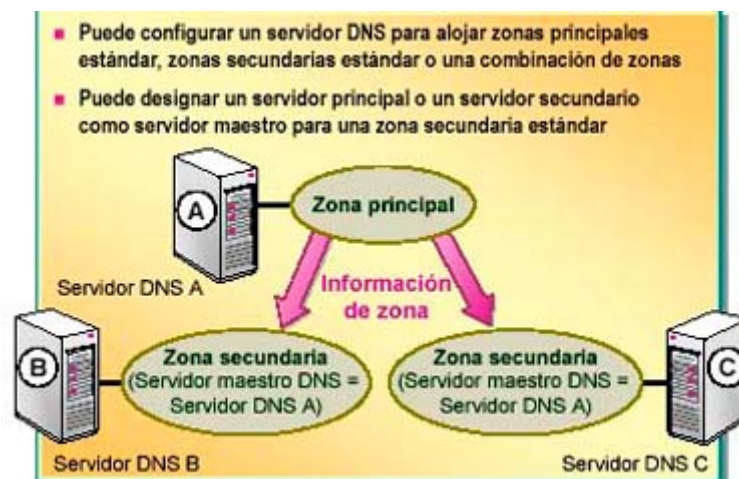 Puede configurar un servidor DNS para alojar zonas principales
estándar, zonas secundarias estándar o una combinación de zonas
Puede designar un servidor principal o un servidor secundario
como servidor maestro para una zona secundaria estándar
A
Zona principal
Servidor DNS A
Información
de zona
B
Zona secundaria
(Servidor maestro DNS =
Servidor DNS A)
Zona secundaria
(Servidor maestro DNS =
Servidor DNS A)
C
Servidor DNS B
Servidor DNS C